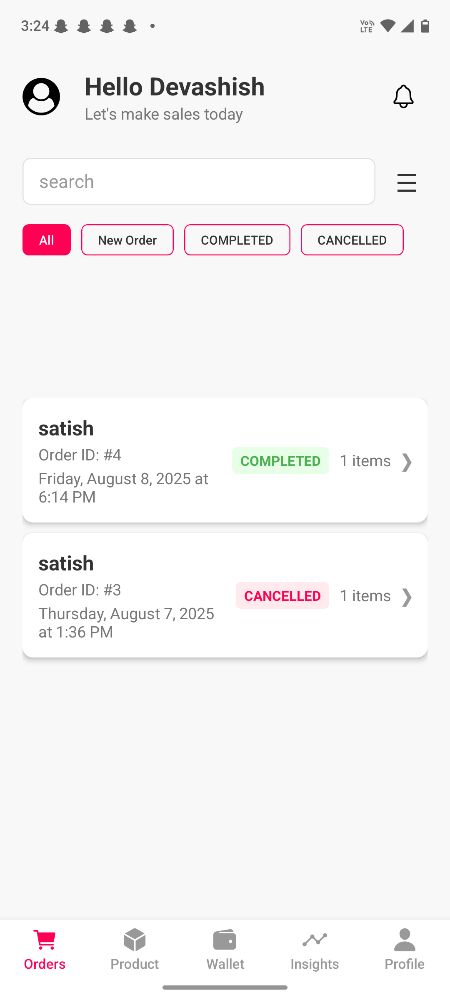 3:24
Vo
LTE
Hello Devashish
Let's make sales today
search
All
New Order
COMPLETED
CANCELLED
satish
Order ID: #4
Friday, August 8, 2025 at
6:14 PM
COMPLETED
1 items
satish
Order ID: #3
Thursday, August 7, 2025
at 1:36 PM
CANCELLED
1 items
Orders
Product
Wallet
Insights
Profile